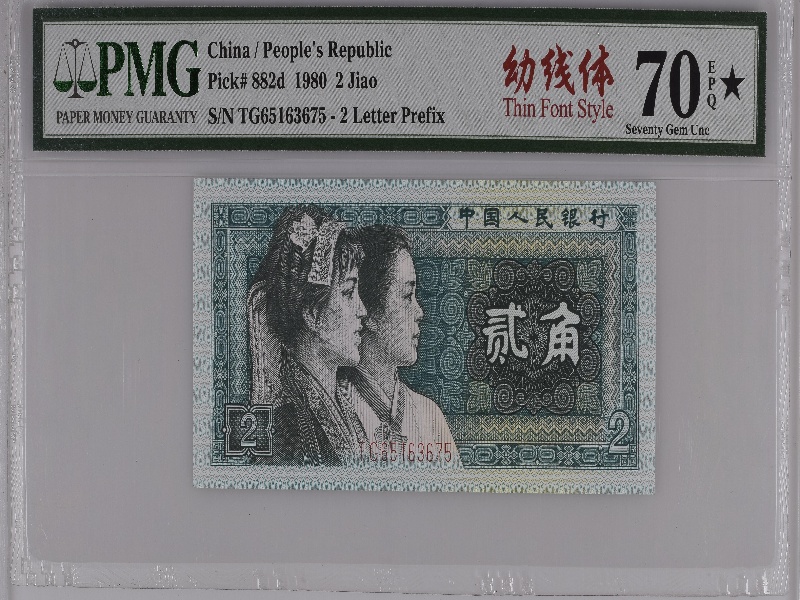 PMG
PAPER MONEY GUARANTY
China / People's Republic
Pick# 882d 1980 2 Jiao
S/N TG65163675 - 2 Letter Prefix
幼线体
Thin Font Style
70 EPQ★
Seventy Gem Unc
中国人民银行
贰角
2
TG65163675
2